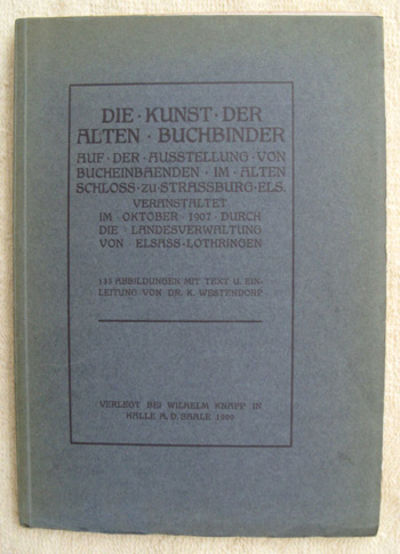 DIE · KUNST · DER
ALTEN · BUCHBINDER
AUF · DER · AUSSTELLUNG · VON
BUCHEINBAENDEN · IM · ALTEN
SCHLOSS · ZU · STRASSBURG · ELS.
VERANSTALTET
IM OKTOBER 1907 DURCH
DIE LANDESVERWALTUNG
VON ELSASS-LOTHRINGEN
135 ABBILDUNGEN MIT TEXT U. EIN-
LEITUNG VON DR. K. WESTENDORP
VERLEGT BEI WILHELM KNAPP IN
HALLE A. D. SAALE 1909